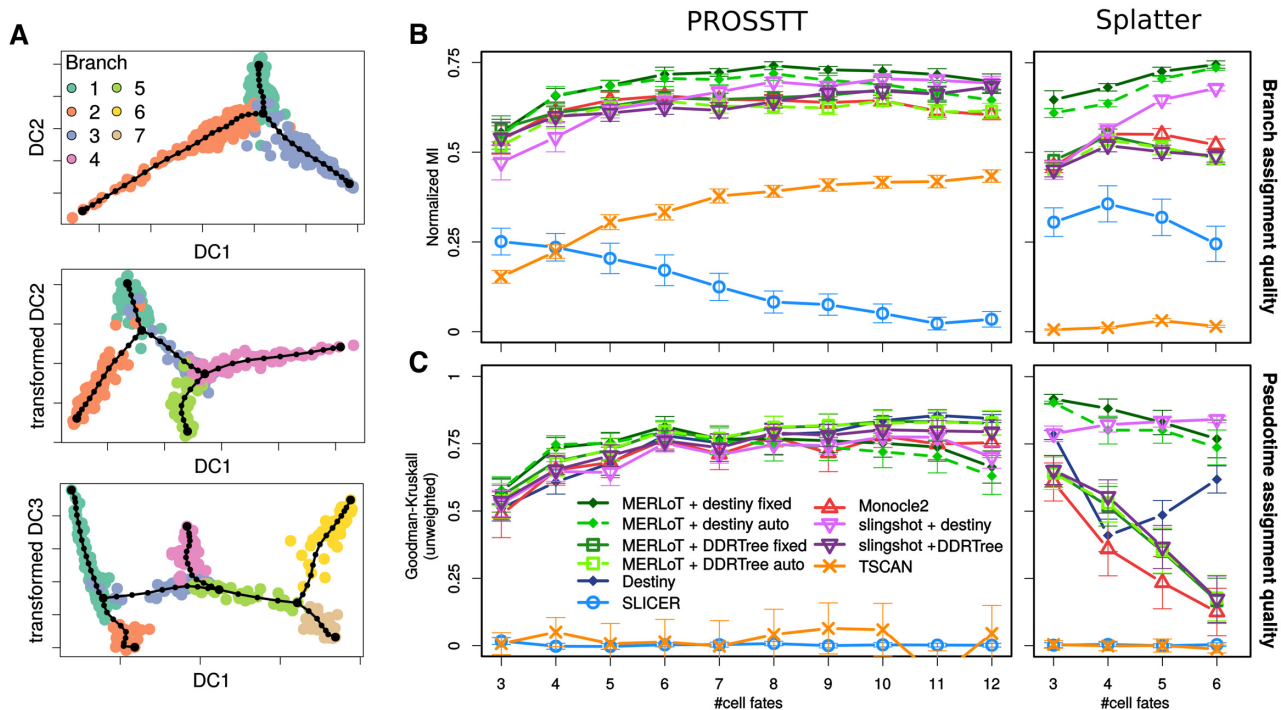 A
Branch
1
2
3
4
5
6
7
DC2
DC1
transformed DC2
DC1
transformed DC3
DC1
B
PROSSTT
Splatter
Normalized MI
0.75
0.5
0.25
0
Branch assignment quality
C
Goodman-Kruskall
(unweighted)
1
0.75
0.5
0.25
0
MERLoT + destiny fixed
MERLoT + destiny auto
MERLoT + DDRTree fixed
MERLoT + DDRTree auto
Destiny
SLICER
Monocle2
slingshot + destiny
slingshot +DDRTree
TSCAN
3 4 5 6 7 8 9 10 11 12
#cell fates
3 4 5 6
#cell fates
Pseudotime assignment quality